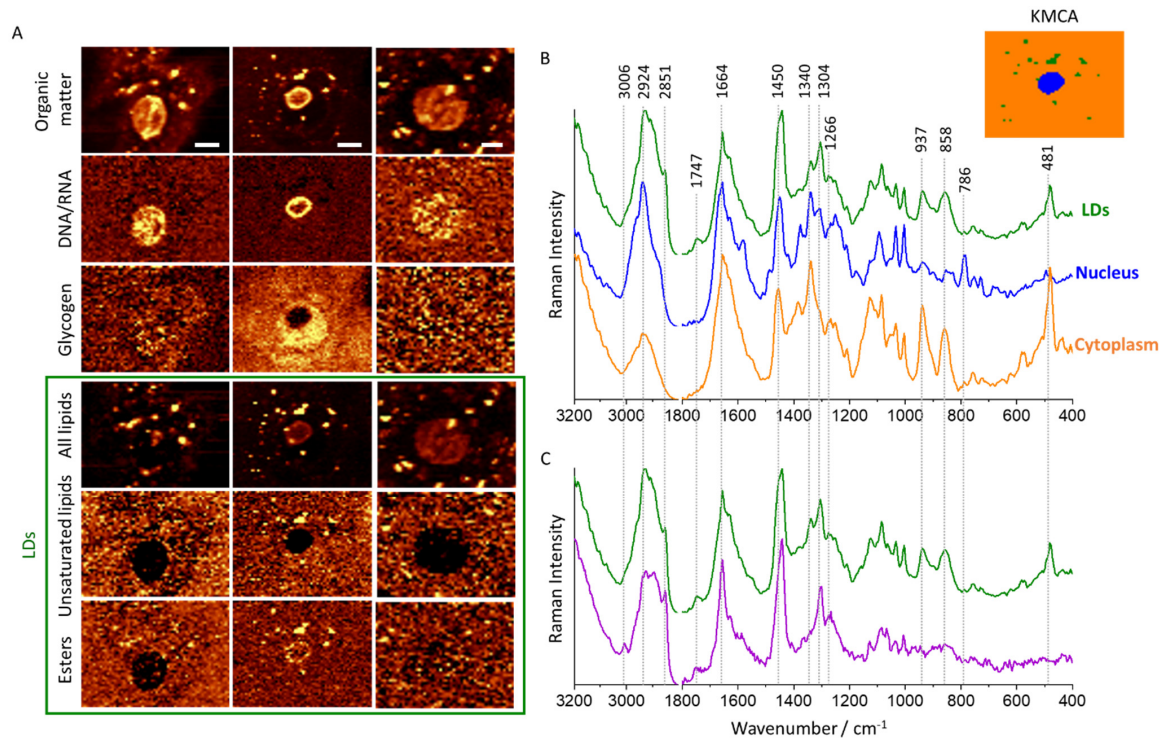 A
Organic
matter
DNA/RNA
Glycogen
All lipids
Unsaturated lipids
Esters
LDs
KMCA
B
3006
2924
2851
1747
1664
1450
1340
1304
1266
937
858
786
481
LDs
Nucleus
Cytoplasm
Raman Intensity
3200 3000 1800 1600 1400 1200 1000 800 600 400
C
Raman Intensity
3200 3000 1800 1600 1400 1200 1000 800 600 400
Wavenumber / cm⁻¹